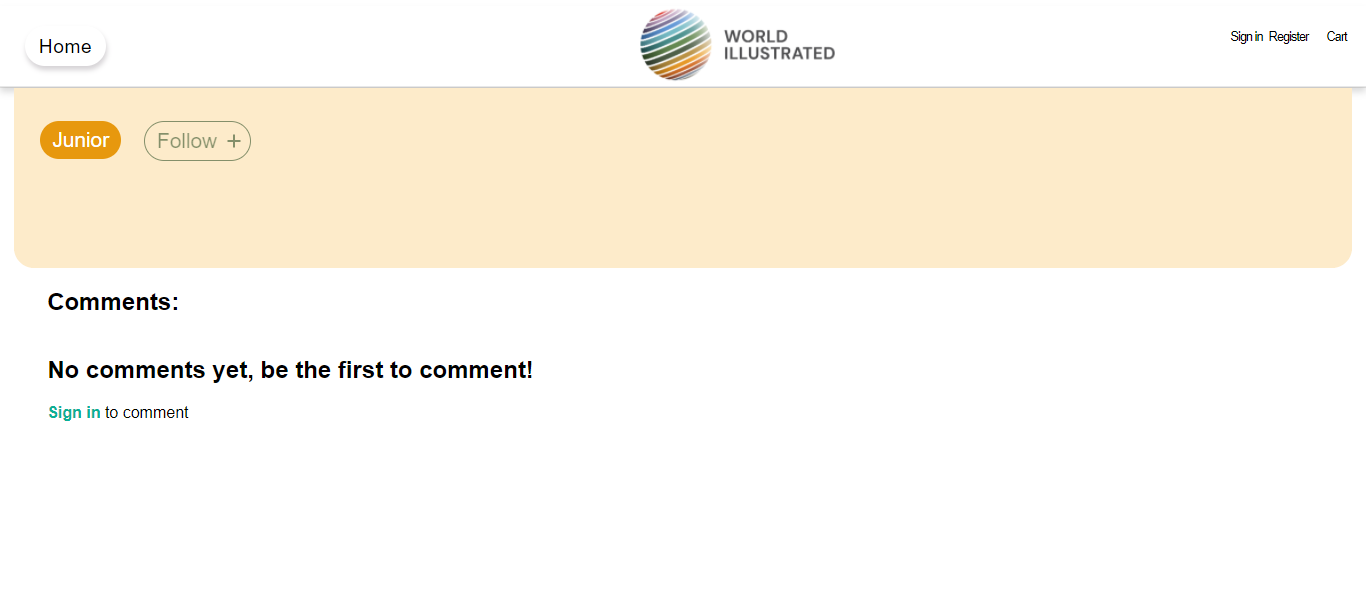 Home
WORLD
ILLUSTRATED
Sign in Register Cart
Junior
Follow +
Comments:
No comments yet, be the first to comment!
Sign in to comment